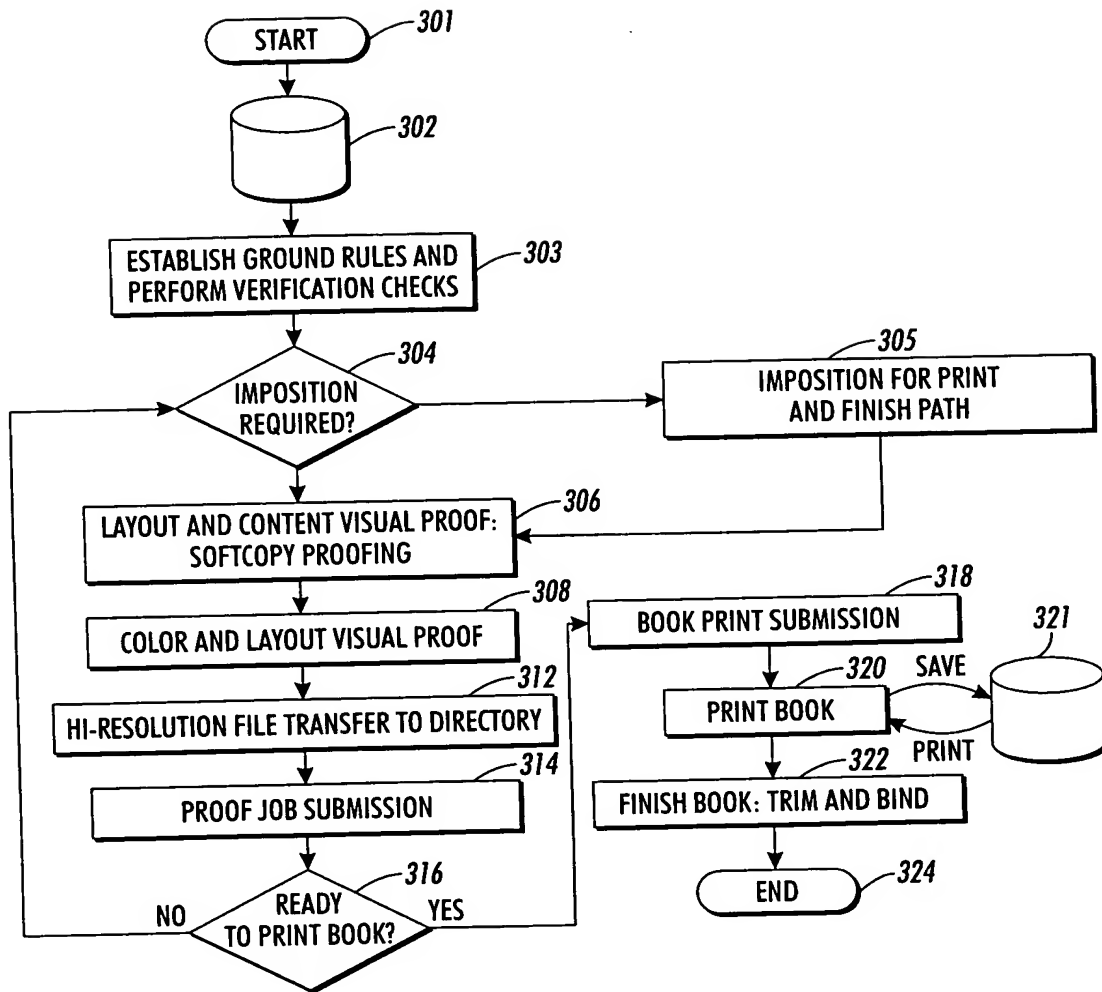 START
301
302
ESTABLISH GROUND RULES AND
PERFORM VERIFICATION CHECKS
303
304
IMPOSITION
REQUIRED?
305
IMPOSITION FOR PRINT
AND FINISH PATH
306
LAYOUT AND CONTENT VISUAL PROOF:
SOFTCOPY PROOFING
308
COLOR AND LAYOUT VISUAL PROOF
312
HI-RESOLUTION FILE TRANSFER TO DIRECTORY
314
PROOF JOB SUBMISSION
316
READY
TO PRINT BOOK?
NO
YES
318
BOOK PRINT SUBMISSION
320
PRINT BOOK
SAVE
PRINT
321
322
FINISH BOOK: TRIM AND BIND
END
324